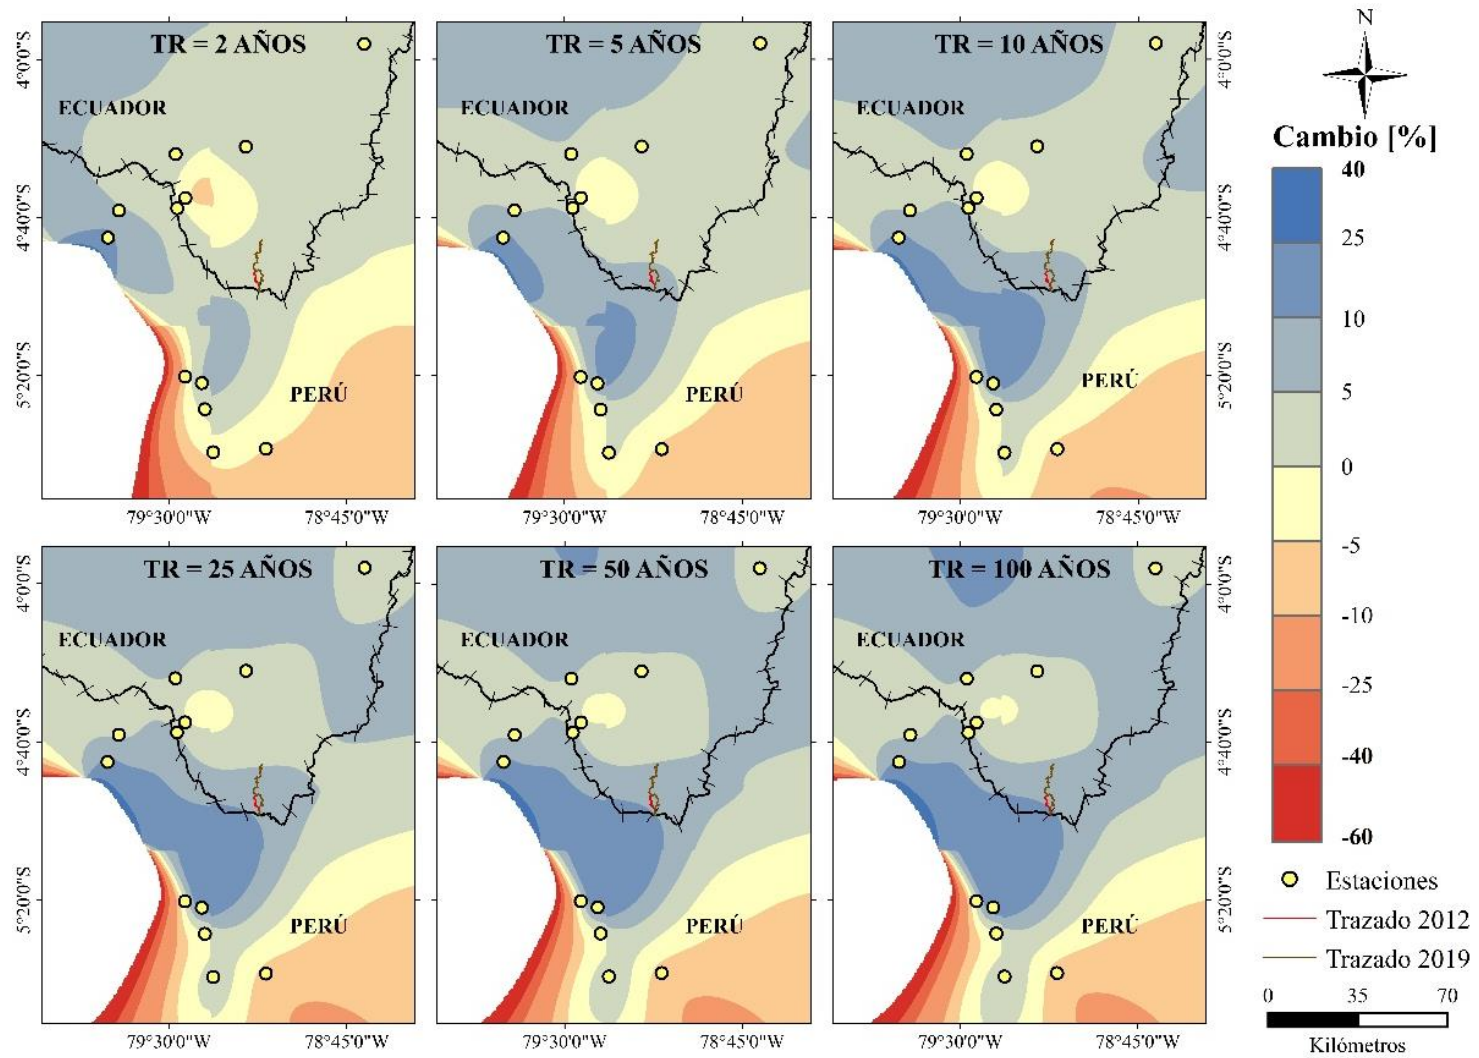 TR = 2 AÑOS
ECUADOR
PERÚ
4°0'0"S
4°40'0"S
5°20'0"S
79°30'0"W
78°45'0"W
TR = 5 AÑOS
ECUADOR
PERÚ
79°30'0"W
78°45'0"W
TR = 10 AÑOS
ECUADOR
PERÚ
4°0'0"S
4°40'0"S
5°20'0"S
79°30'0"W
78°45'0"W
TR = 25 AÑOS
ECUADOR
PERÚ
4°0'0"S
4°40'0"S
5°20'0"S
79°30'0"W
78°45'0"W
TR = 50 AÑOS
ECUADOR
PERÚ
79°30'0"W
78°45'0"W
TR = 100 AÑOS
ECUADOR
PERÚ
4°0'0"S
4°40'0"S
5°20'0"S
79°30'0"W
78°45'0"W
N
Cambio [%]
40
25
10
5
0
-5
-10
-25
-40
-60
Estaciones
Trazado 2012
Trazado 2019
0 35 70
Kilómetros